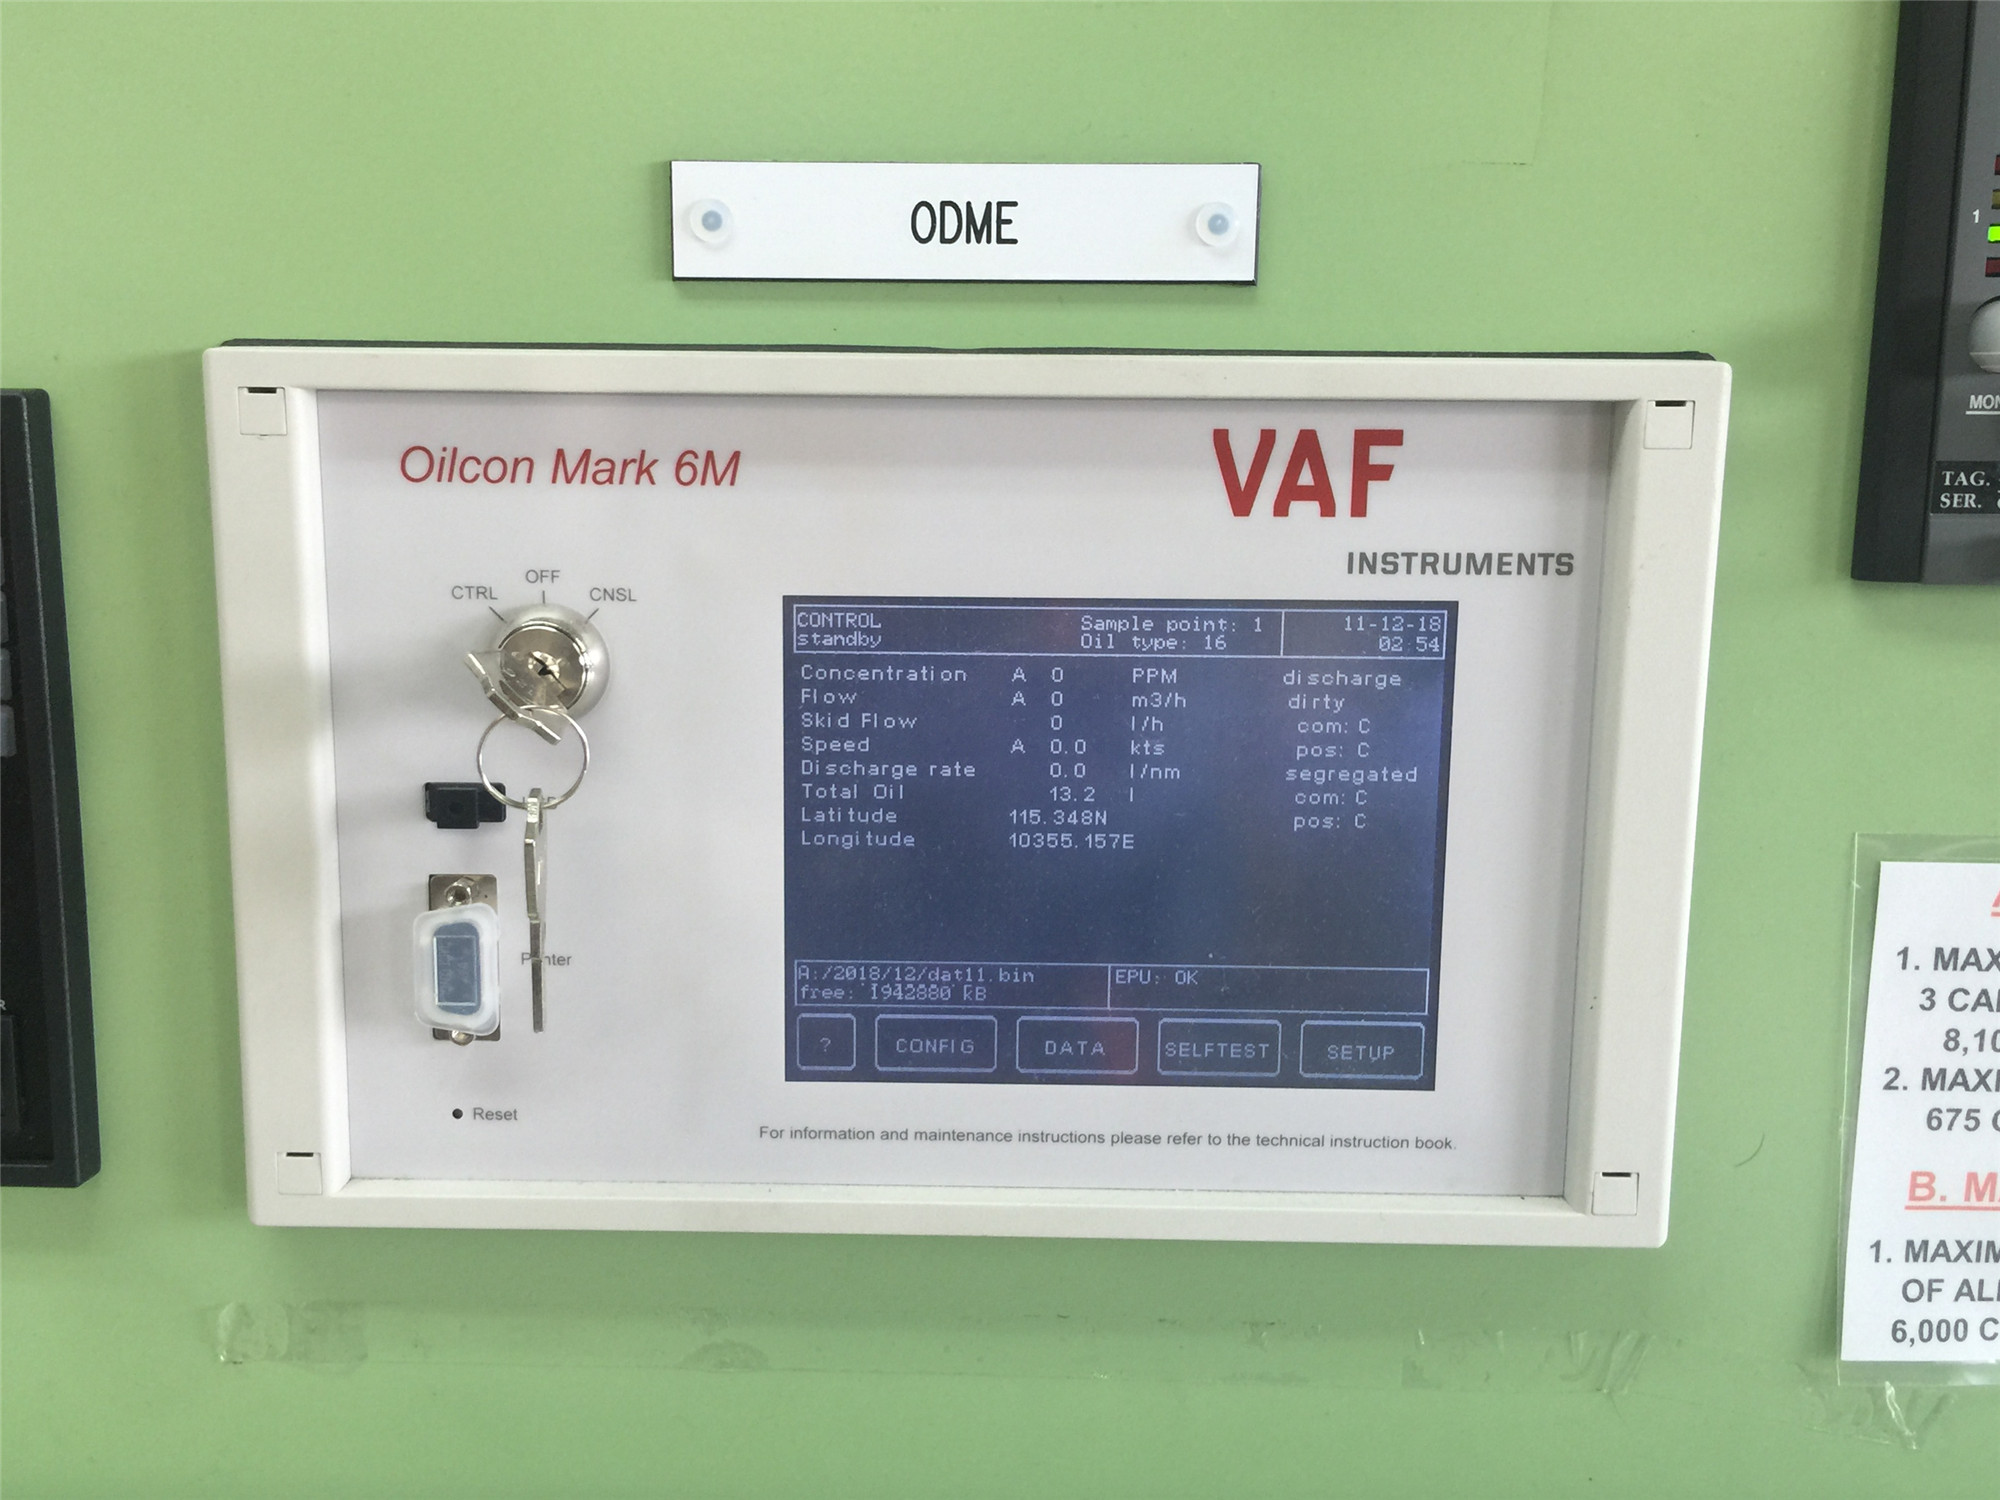 ODME
Oilcon Mark 6M
VAF
INSTRUMENTS
CTRL
OFF
CNSL
CONTROL Sample point: 1 11-12-18
standby Oil type: 16 02:54
Concentration A 0 PPM discharge
Flow A 0 m3/h dirty
Skid Flow 0 l/h com: C
Speed A 0.0 kts pos: C
Discharge rate 0.0 l/nm segregated
Total Oil 13.2 l com: C
Latitude 115.348N pos: C
Longitude 10355.157E
A:/2018/12/dat11.bin EPU: OK
free: 1942880 kB
? CONFIG DATA SELFTEST SETUP
Reset
For information and maintenance instructions please refer to the technical instruction book.
1
TAG.
SER.
1. MAX
3 CA
8,10
2. MAXI
675
B. M
1. MAXIM
OF AL
6,000 C